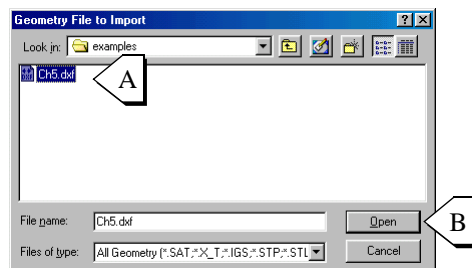 Geometry File to Import
Look in: examples
Ch5.dxf
A
File name: Ch5.dxf Open
B
Files of type: All Geometry (*.SAT;*.X_T;*.IGS;*.STP;*.STL Cancel